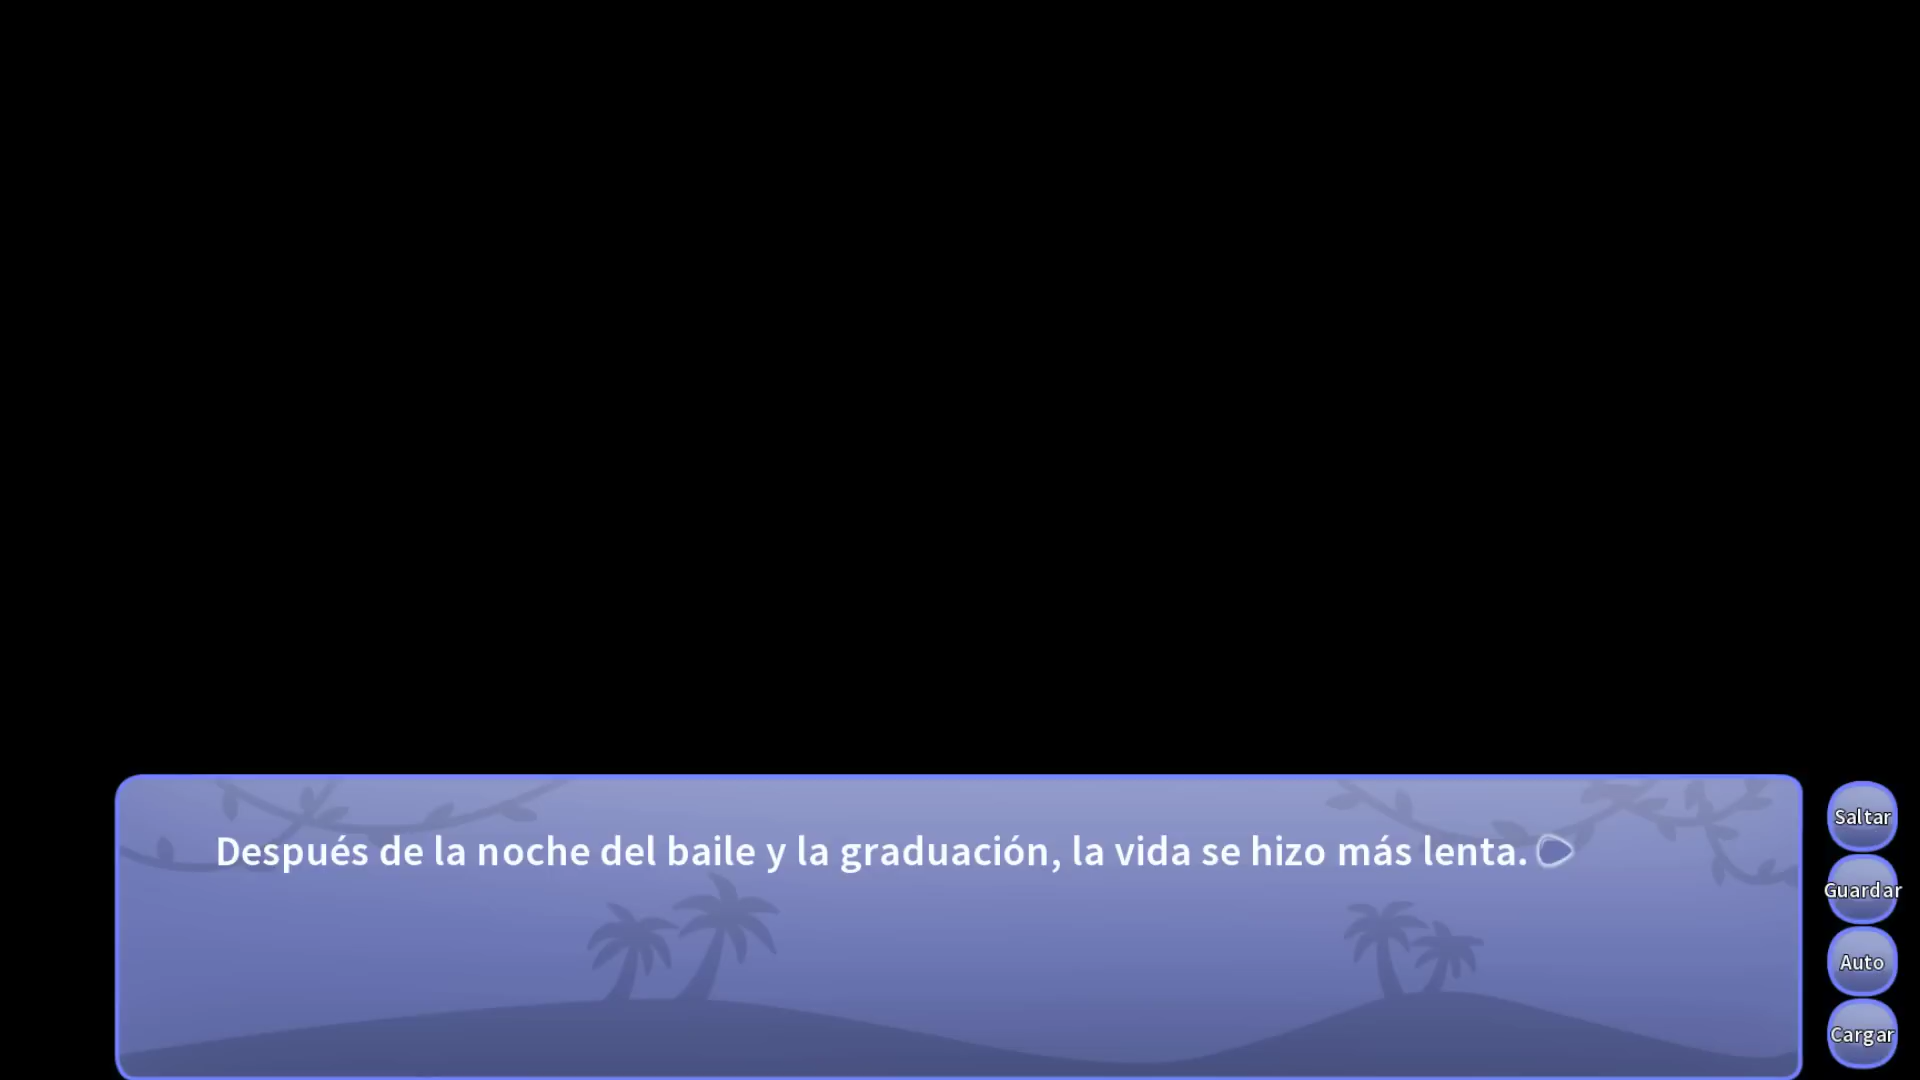 Después de la noche del baile y la graduación, la vida se hizo más lenta.
Saltar
Guardar
Auto
Cargar